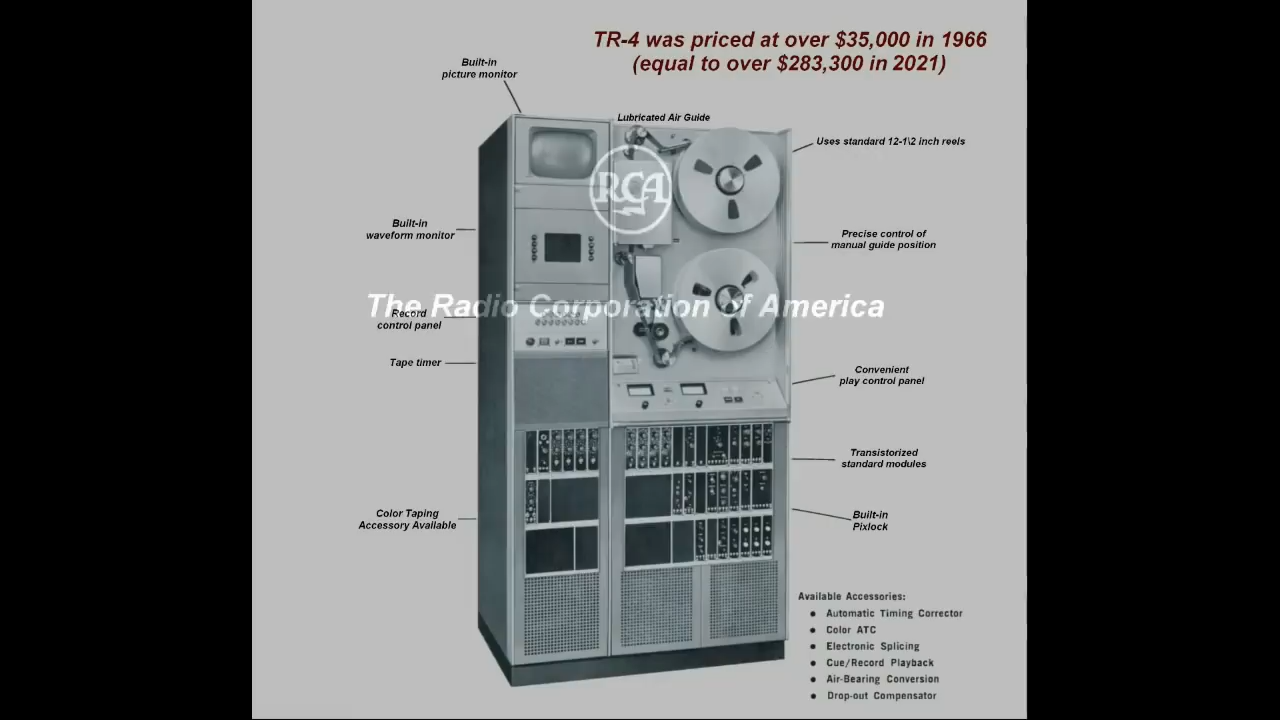 TR-4 was priced at over $35,000 in 1966
(equal to over $283,300 in 2021)
Built-in
picture monitor
Lubricated Air Guide
Uses standard 12-1\2 inch reels
RCA
Built-in
waveform monitor
Precise control of
manual guide position
The Radio Corporation of America
Record
control panel
Tape timer
Convenient
play control panel
Transistorized
standard modules
Color Taping
Accessory Available
Built-in
Pixlock
Available Accessories:
● Automatic Timing Corrector
● Color ATC
● Electronic Splicing
● Cue/Record Playback
● Air-Bearing Conversion
● Drop-out Compensator